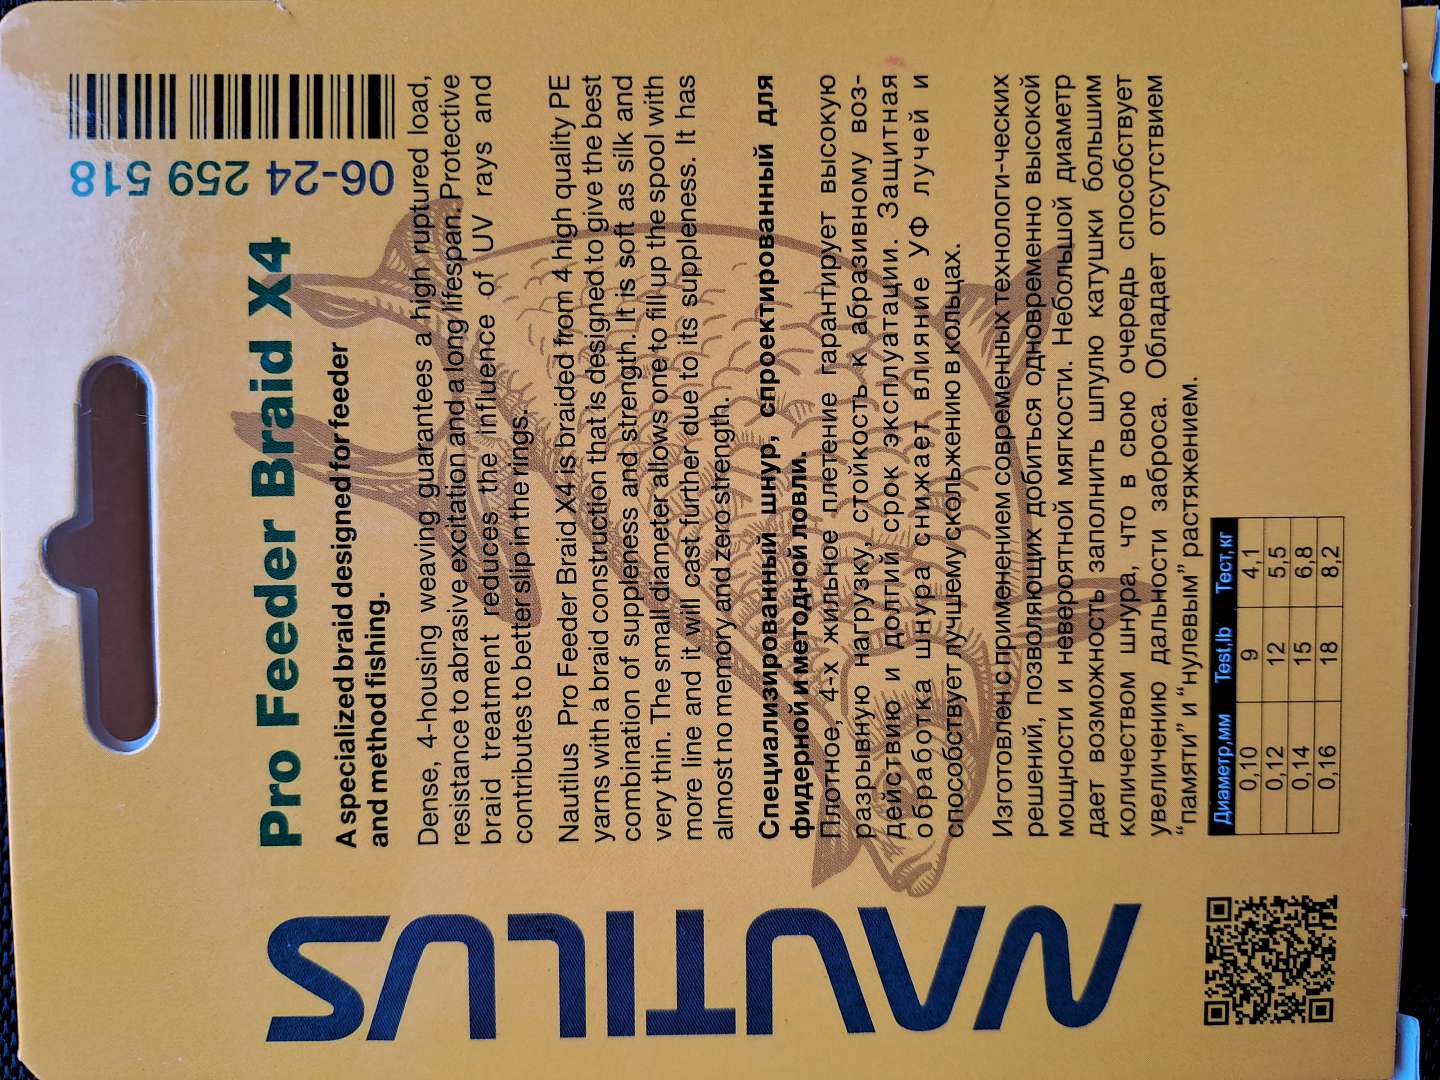 NAUTILUS
06-24 259 518
Pro Feeder Braid X4
A specialized braid designed for feeder
and method fishing.
Dense, 4-housing weaving guarantees a high ruptured load,
resistance to abrasive excitation and a long lifespan. Protective
braid treatment reduces the influence of UV rays and
contributes to better slip in the rings.
Nautilus Pro Feeder Braid X4 is braided from 4 high quality PE
yarns with a braid construction that is designed to give the best
combination of suppleness and strength. It is soft as silk and
very thin. The small diameter allows one to fill up the spool with
more line and it will cast further due to its suppleness. It has
almost no memory and zero strength.
Специализированный шнур, спроектированный для
фидерной и методной ловли.
Плотное, 4-х жильное плетение гарантирует высокую
разрывную нагрузку, стойкость к абразивному воз-
действию и долгий срок эксплуатации. Защитная
обработка шнура снижает влияние УФ лучей и
способствует лучшему скольжению в кольцах.
Изготовлен с применением современных технологи-ческих
решений, позволяющих добиться одновременно высокой
мощности и невероятной мягкости. Небольшой диаметр
дает возможность заполнить шпулю катушки большим
количеством шнура, что в свою очередь способствует
увеличению дальности заброса. Обладает отсутствием
“памяти” и “нулевым” растяжением.
Диаметр,мм Test,lb Тест,кг
0,10 9 4,1
0,12 12 5,5
0,14 15 6,8
0,16 18 8,2